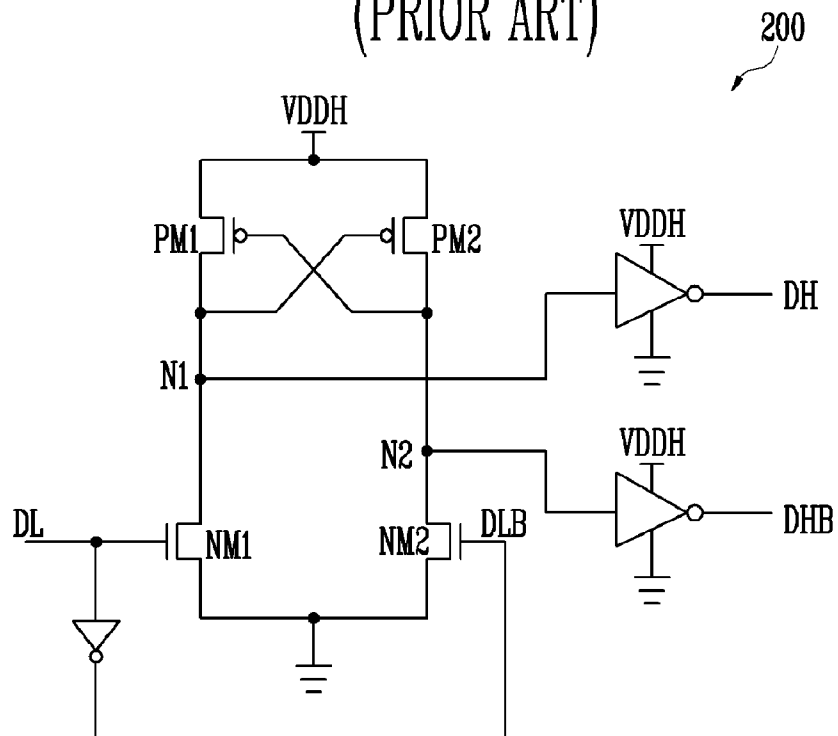 (PRIOR ART)
200
VDDH
PM1
PM2
VDDH
DH
N1
N2
VDDH
DHB
DL
NM1
NM2
DLB